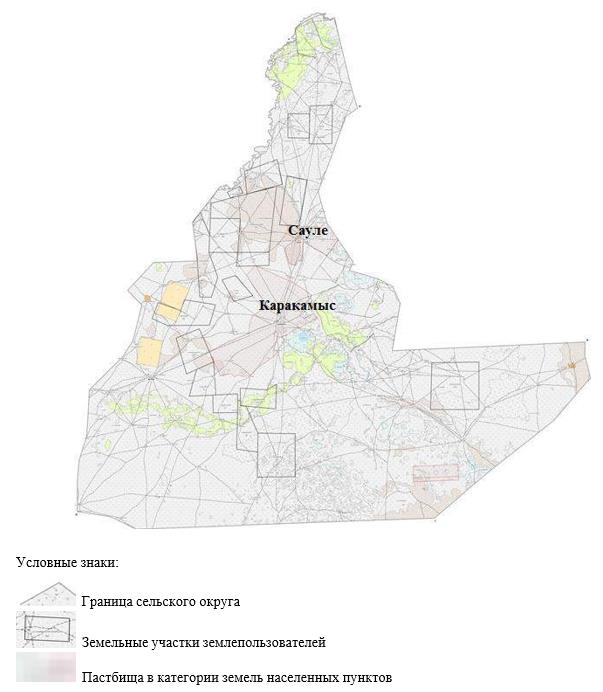 Сауле
Каракамыс
Условные знаки:
Граница сельского округа
Земельные участки землепользователей
Пастбища в категории земель населенных пунктов